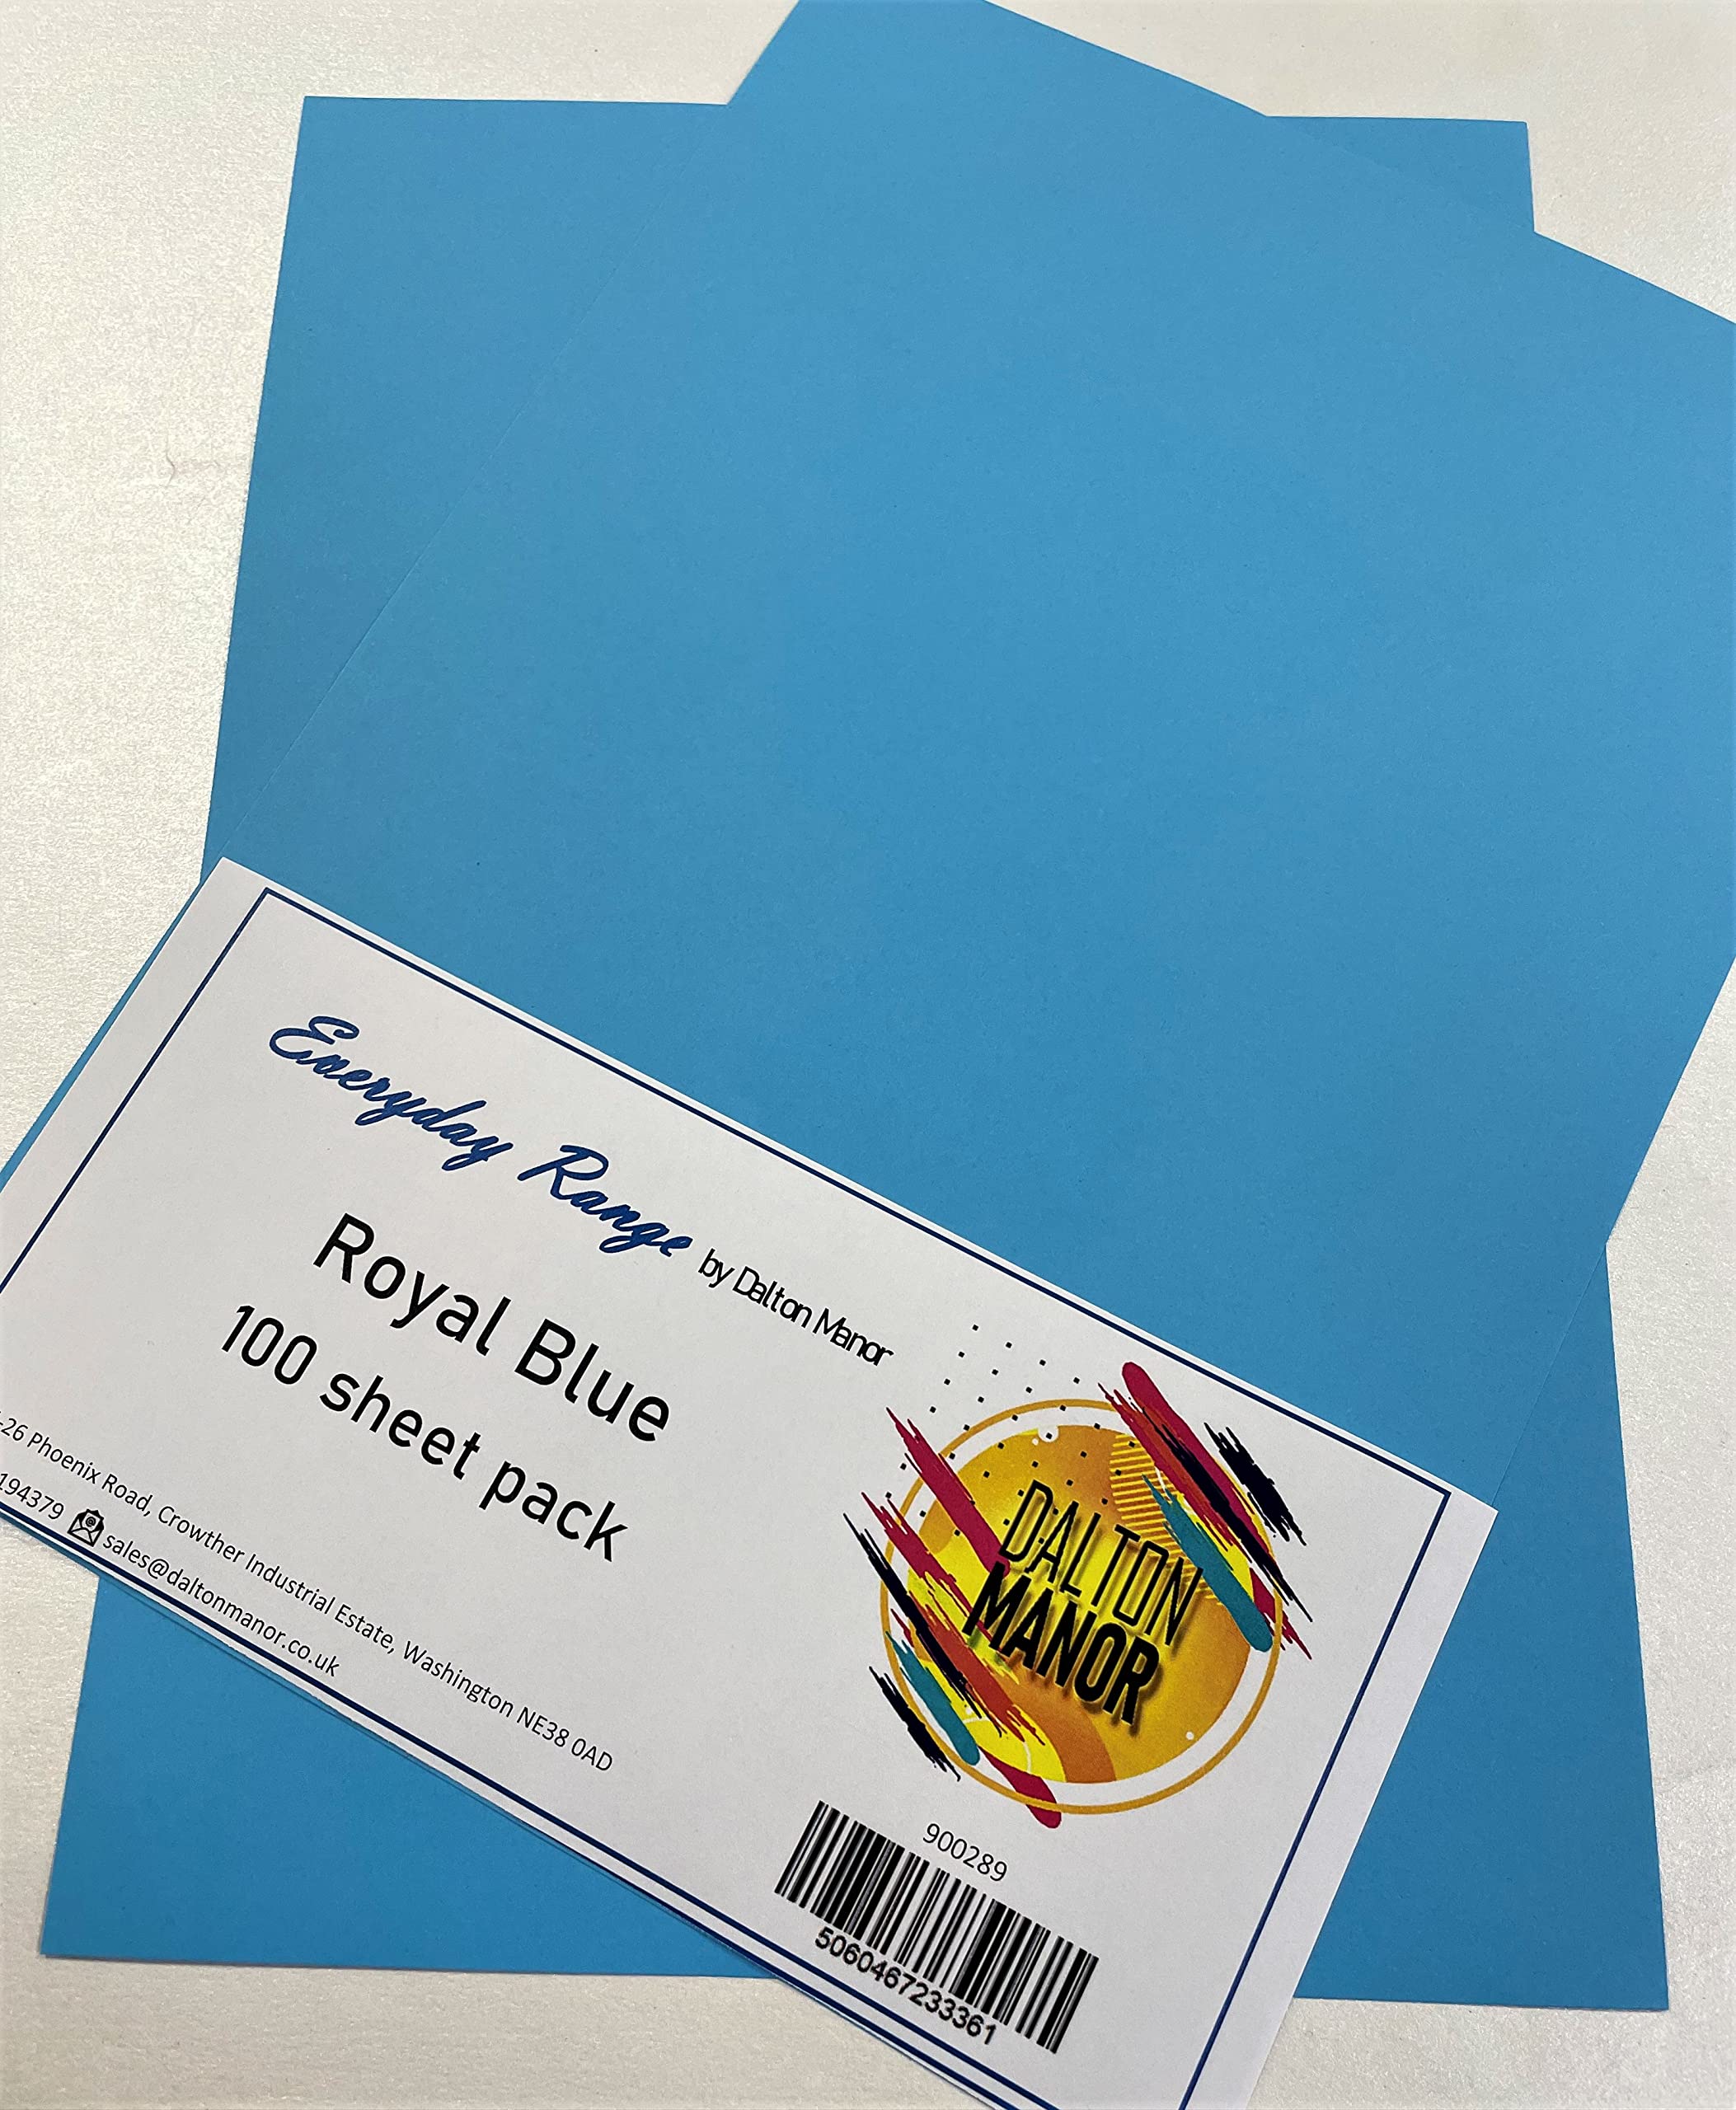 Everyday Range by Dalton Manor
Royal Blue
100 sheet pack
-26 Phoenix Road, Crowther Industrial Estate, Washington NE38 0AD
194379 sales@daltonmanor.co.uk
DALTON
MANOR
900289
5060467233361